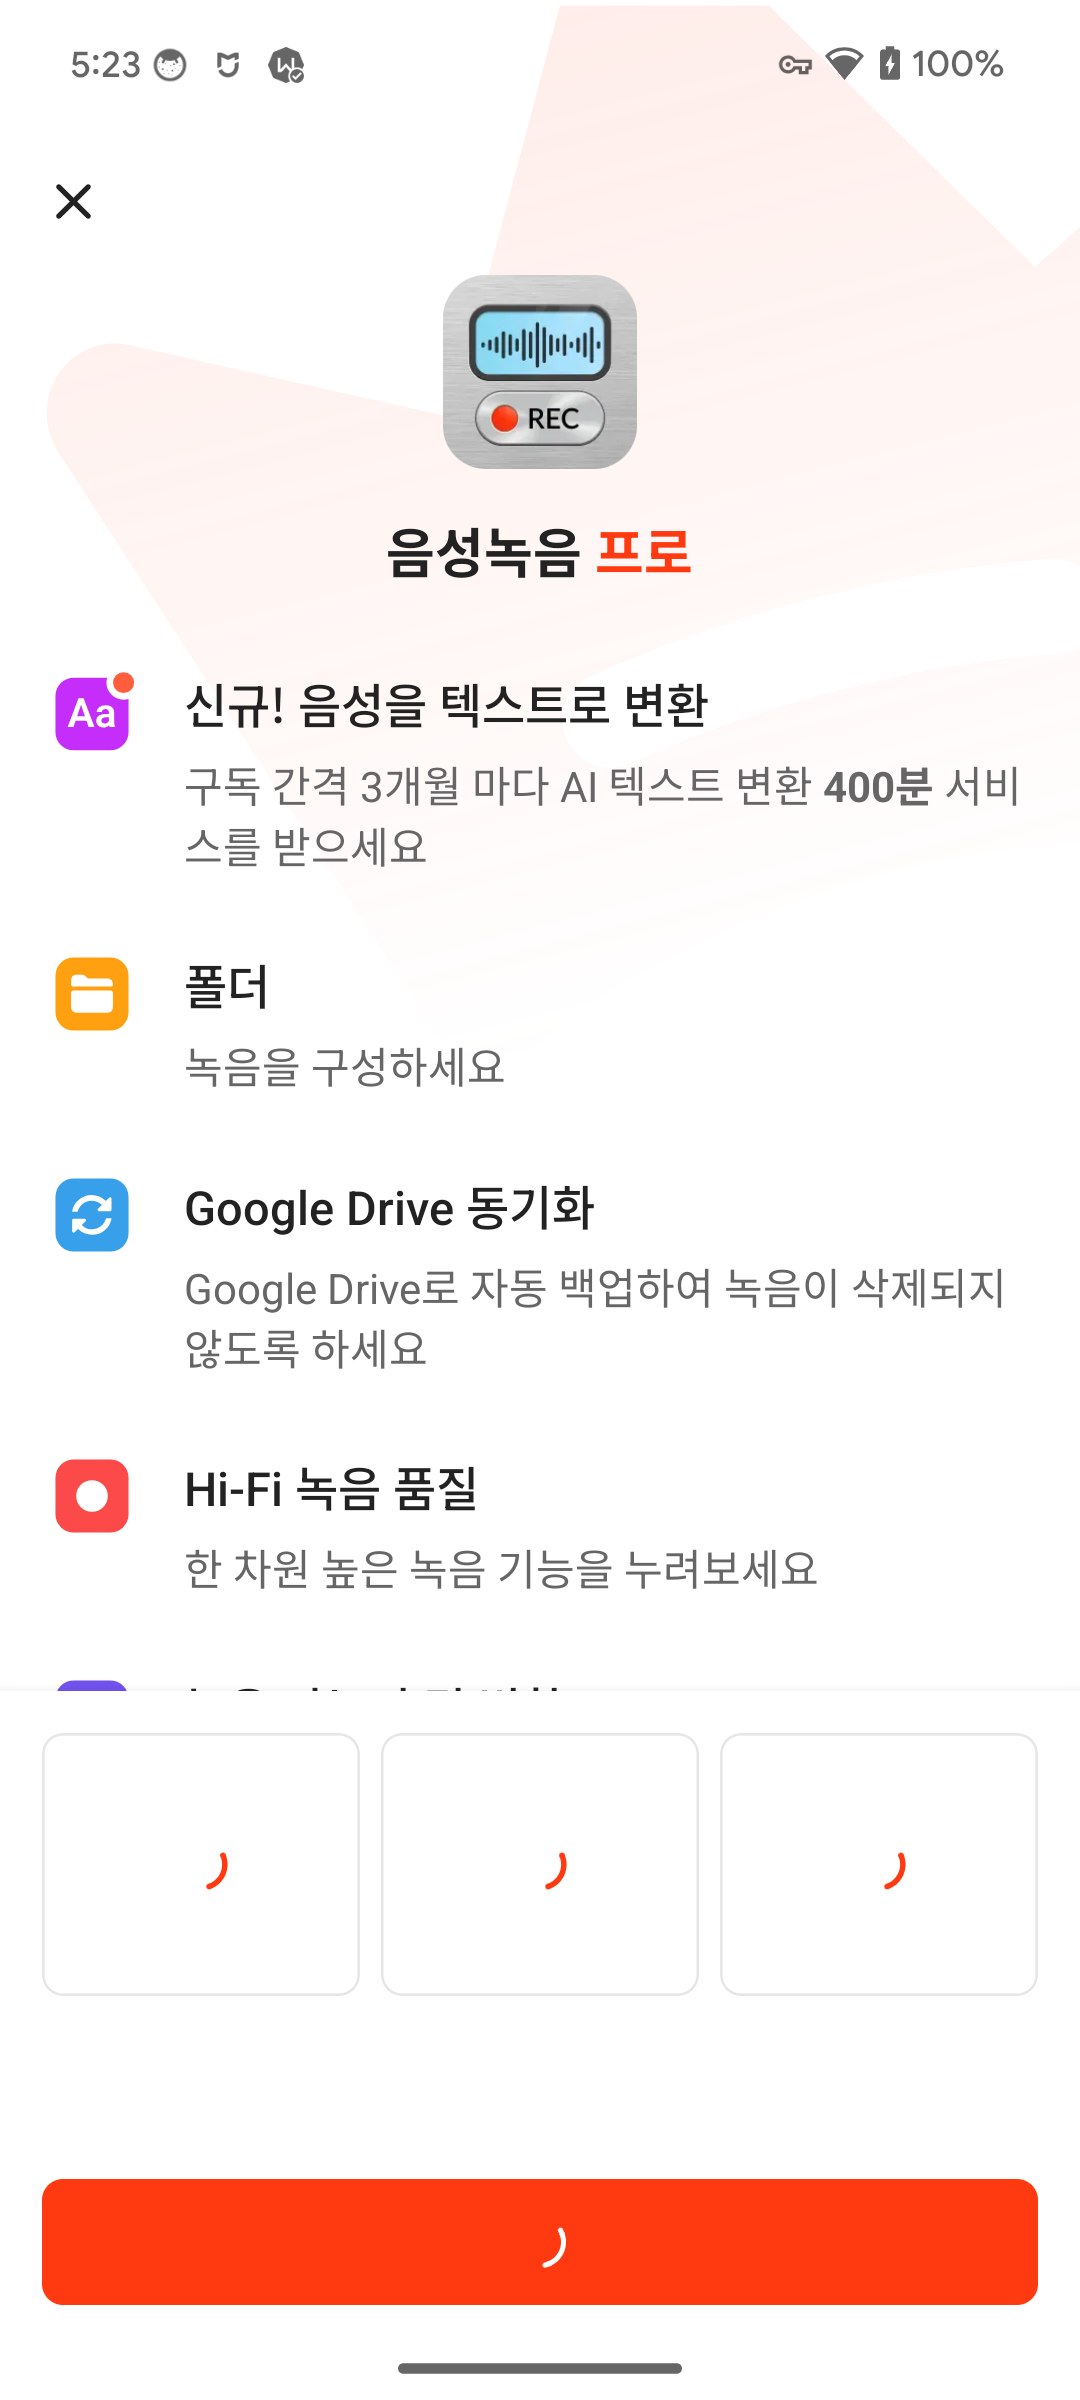 5:23
100%
REC
음성녹음 프로
Aa
신규! 음성을 텍스트로 변환
구독 간격 3개월 마다 AI 텍스트 변환 400분 서비
스를 받으세요
폴더
녹음을 구성하세요
Google Drive 동기화
Google Drive로 자동 백업하여 녹음이 삭제되지
않도록 하세요
Hi-Fi 녹음 품질
한 차원 높은 녹음 기능을 누려보세요